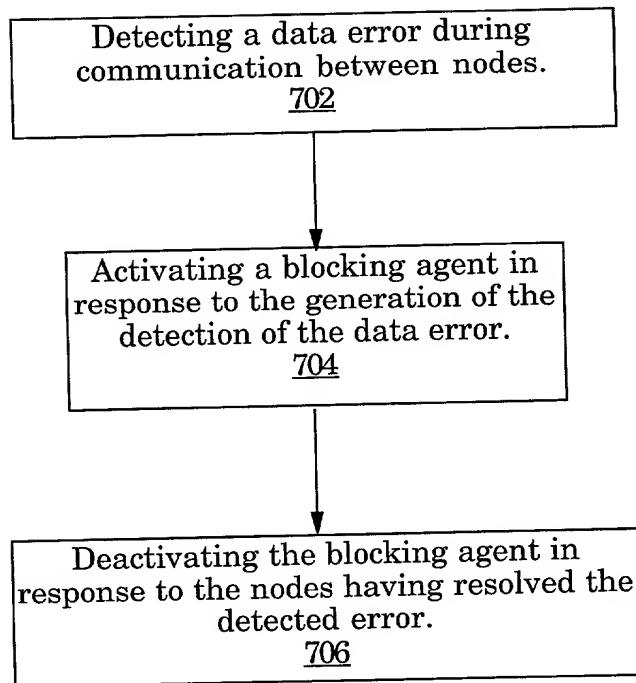 Detecting a data error during
communication between nodes.
702
Activating a blocking agent in
response to the generation of the
detection of the data error.
704
Deactivating the blocking agent in
response to the nodes having resolved the
detected error.
706